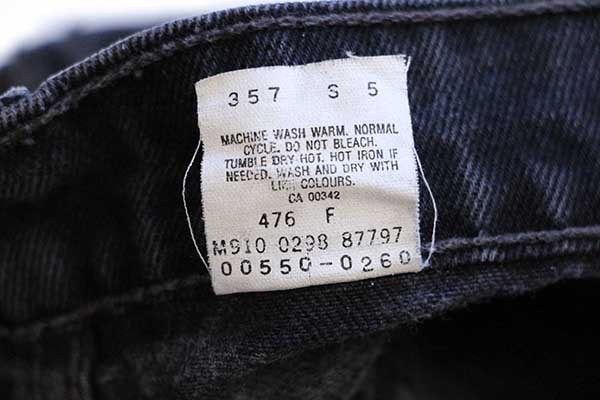 357 S 5
MACHINE WASH WARM. NORMAL
CYCLE. DO NOT BLEACH.
TUMBLE DRY HOT. HOT IRON IF
NEEDED. WASH AND DRY WITH
LIKE COLOURS.
CA 00342
476 F
M910 0298 87797
00550-0260